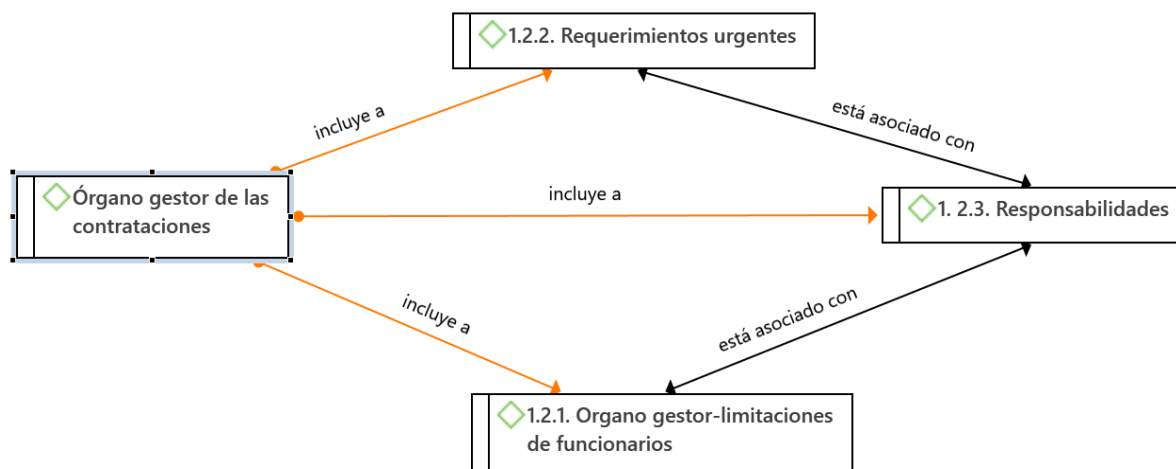 1.2.2. Requerimientos urgentes
incluye a
está asociado con
Órgano gestor de las
contrataciones
incluye a
1. 2.3. Responsabilidades
incluye a
está asociado con
1.2.1. Organo gestor-limitaciones
de funcionarios